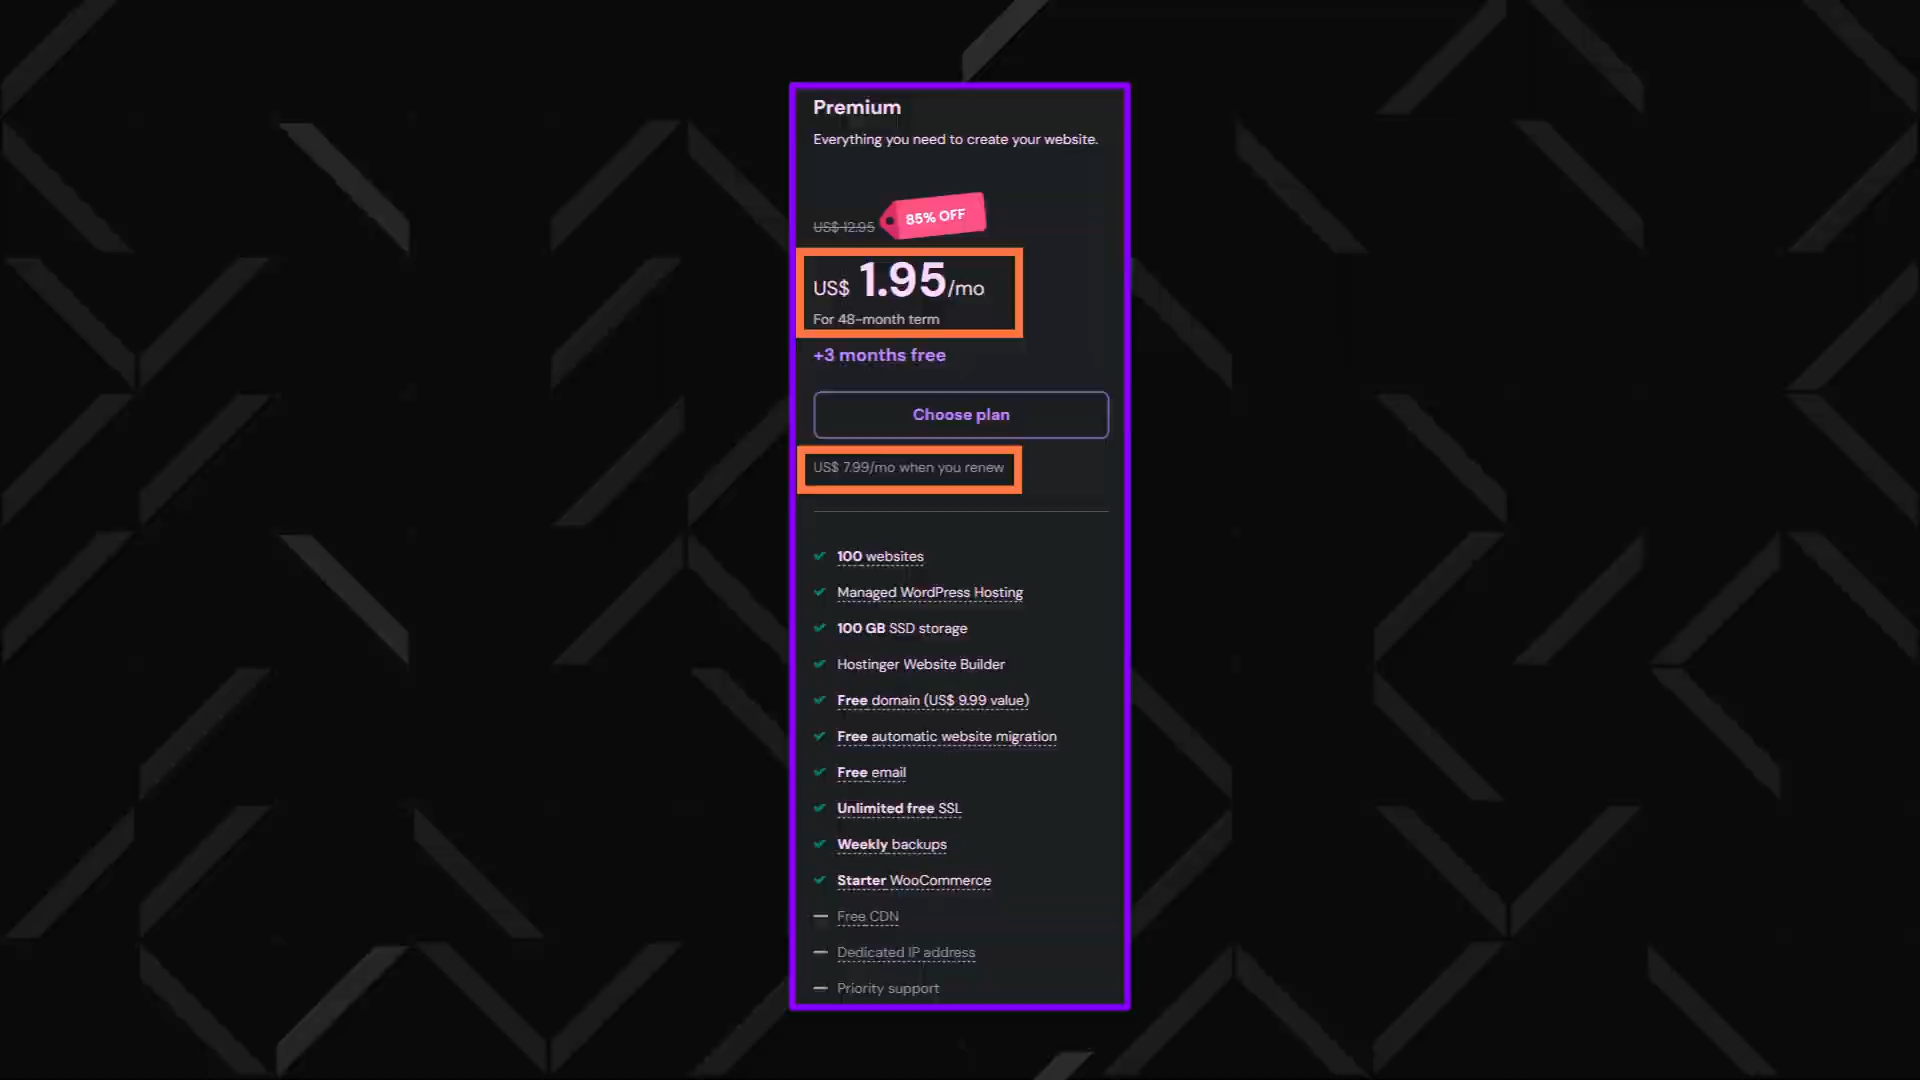 Premium
Everything you need to create your website.
US$ 12.95
85% OFF
US$ 1.95/mo
For 48-month term
+3 months free
Choose plan
US$ 7.99/mo when you renew
100 websites
Managed WordPress Hosting
100 GB SSD storage
Hostinger Website Builder
Free domain (US$ 9.99 value)
Free automatic website migration
Free email
Unlimited free SSL
Weekly backups
Starter WooCommerce
Free CDN
Dedicated IP address
Priority support